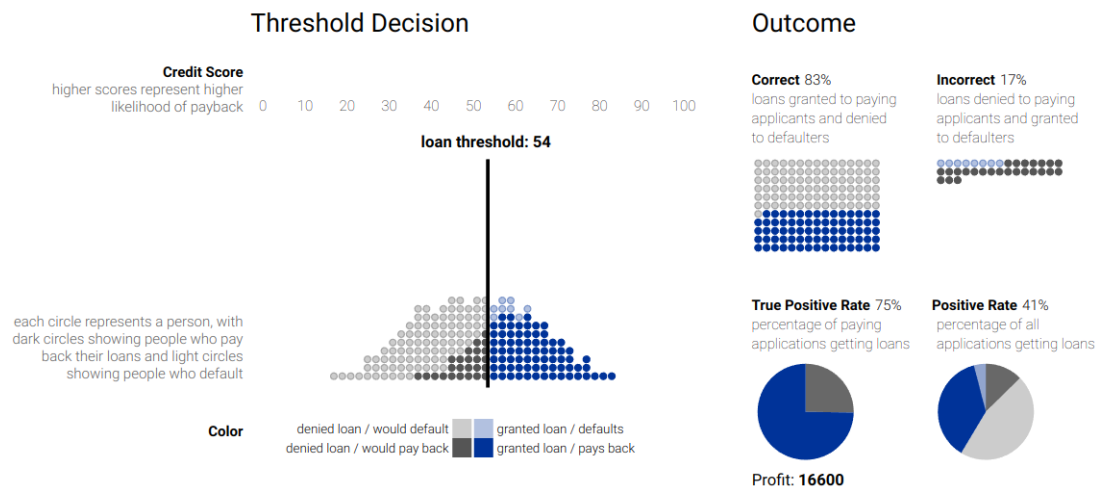 Threshold Decision
Outcome
Credit Score
higher scores represent higher
likelihood of payback
0 10 20 30 40 50 60 70 80 90 100
loan threshold: 54
each circle represents a person, with
dark circles showing people who pay
back their loans and light circles
showing people who default
Color
denied loan / would default
granted loan / defaults
denied loan / would pay back
granted loan / pays back
Correct 83%
loans granted to paying
applicants and denied
to defaulters
Incorrect 17%
loans denied to paying
applicants and granted
to defaulters
True Positive Rate 75%
percentage of paying
applications getting loans
Positive Rate 41%
percentage of all
applications getting loans
Profit: 16600